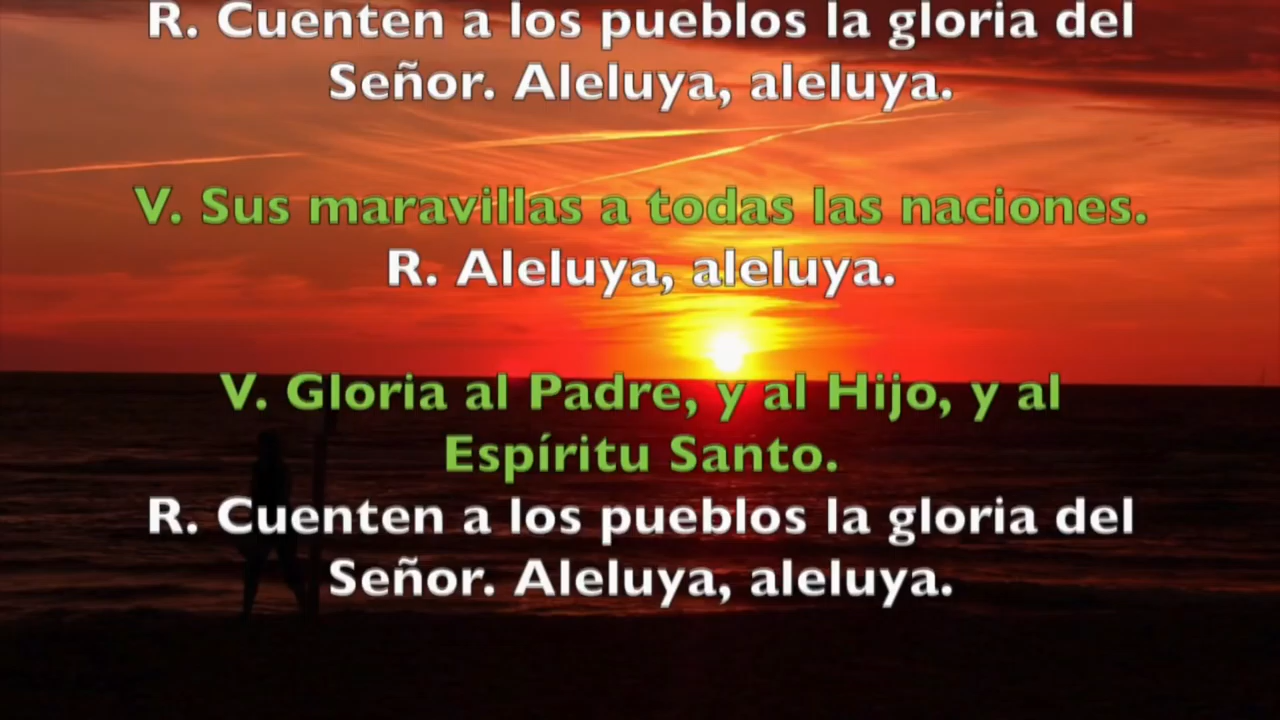 R. Cuenten a los pueblos la gloria del
Señor. Aleluya, aleluya.
V. Sus maravillas a todas las naciones.
R. Aleluya, aleluya.
V. Gloria al Padre, y al Hijo, y al
Espíritu Santo.
R. Cuenten a los pueblos la gloria del
Señor. Aleluya, aleluya.